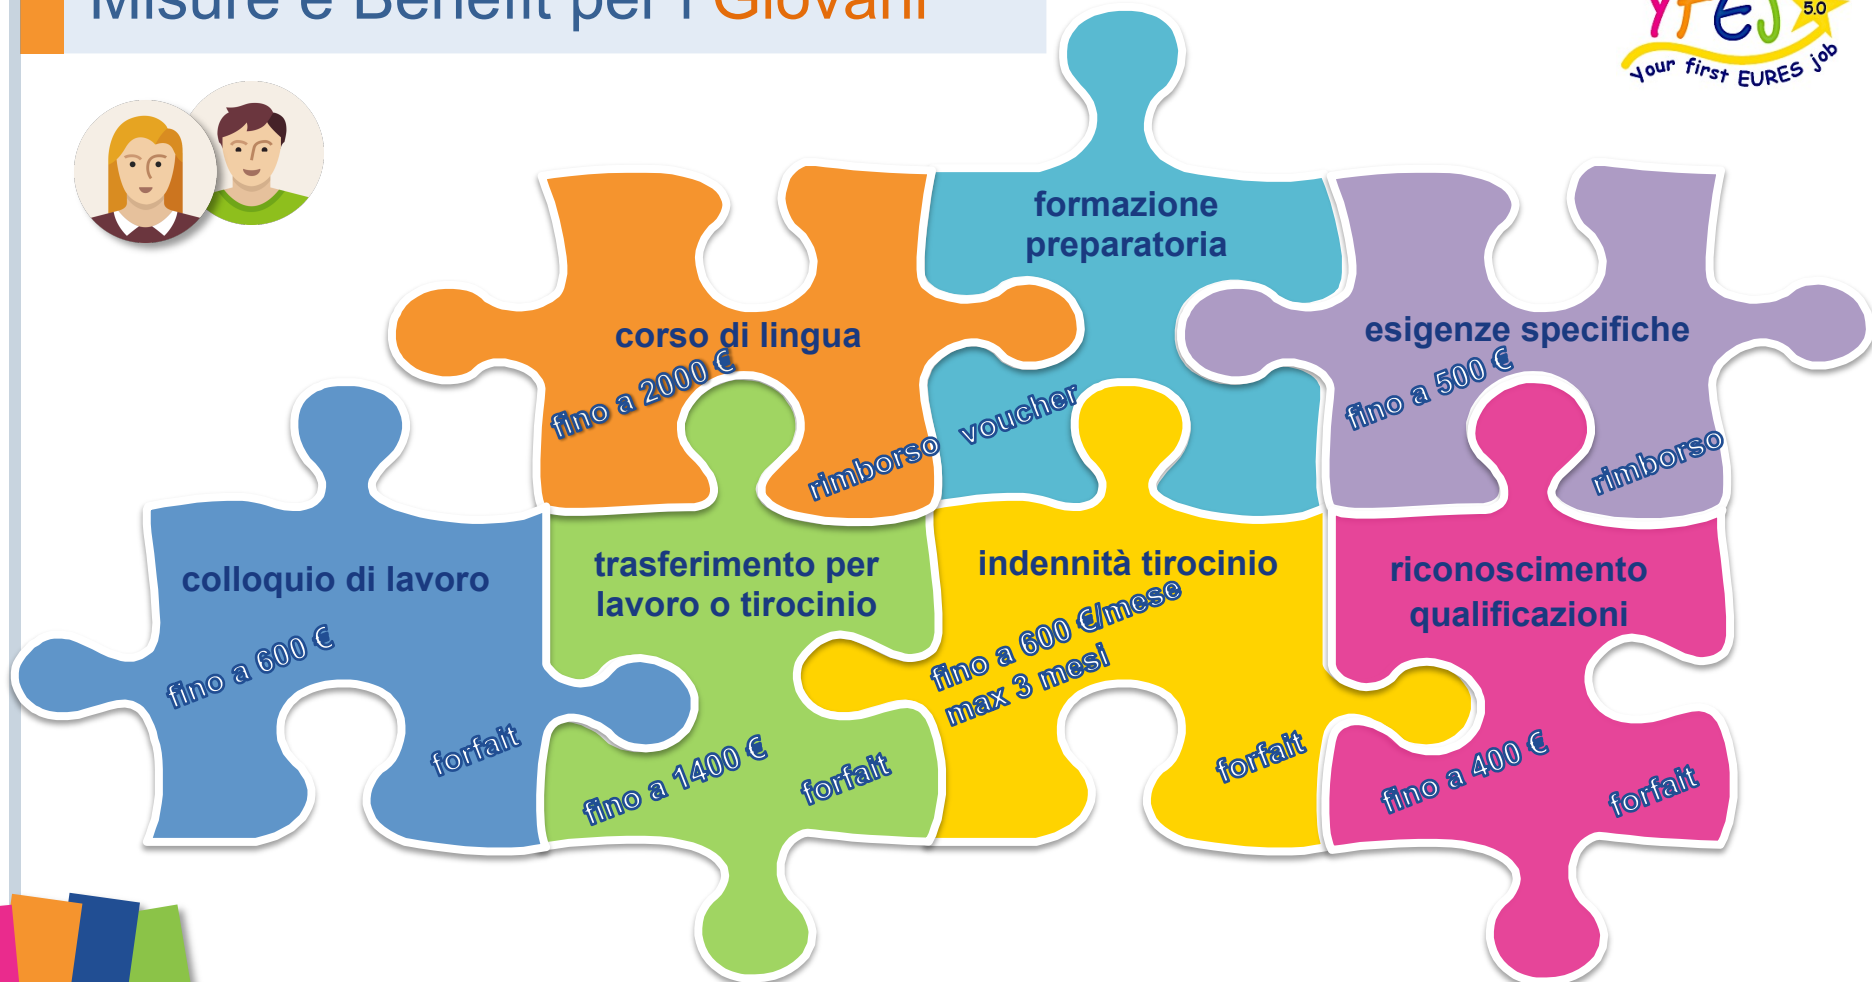 Misure e Benefit per i Giovani
YFEJ
5.0
Your first EURES job
formazione
preparatoria
corso di lingua
fino a 2000 €
rimborso
voucher
esigenze specifiche
fino a 500 €
rimborso
colloquio di lavoro
fino a 600 €
forfait
trasferimento per
lavoro o tirocinio
fino a 1400 €
forfait
indennità tirocinio
fino a 600 €/mese
max 3 mesi
forfait
riconoscimento
qualificazioni
fino a 400 €
forfait